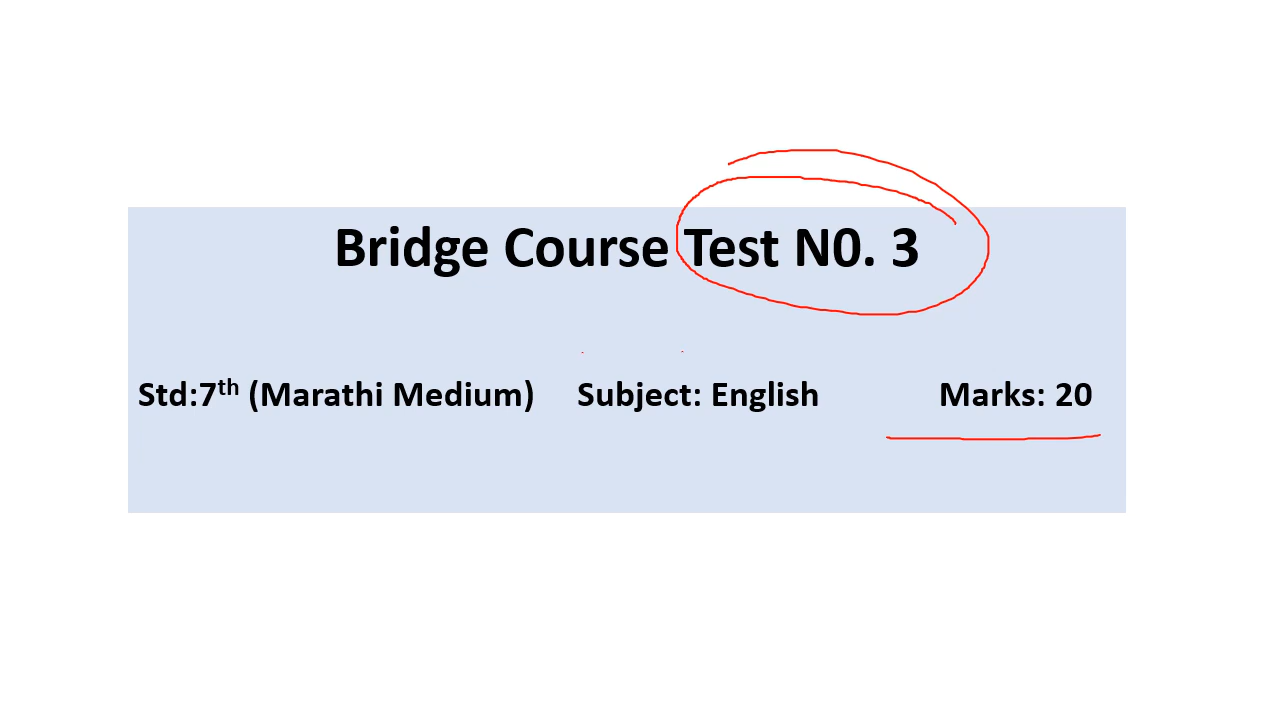 Bridge Course Test N0. 3
Std:7th (Marathi Medium) Subject: English Marks: 20